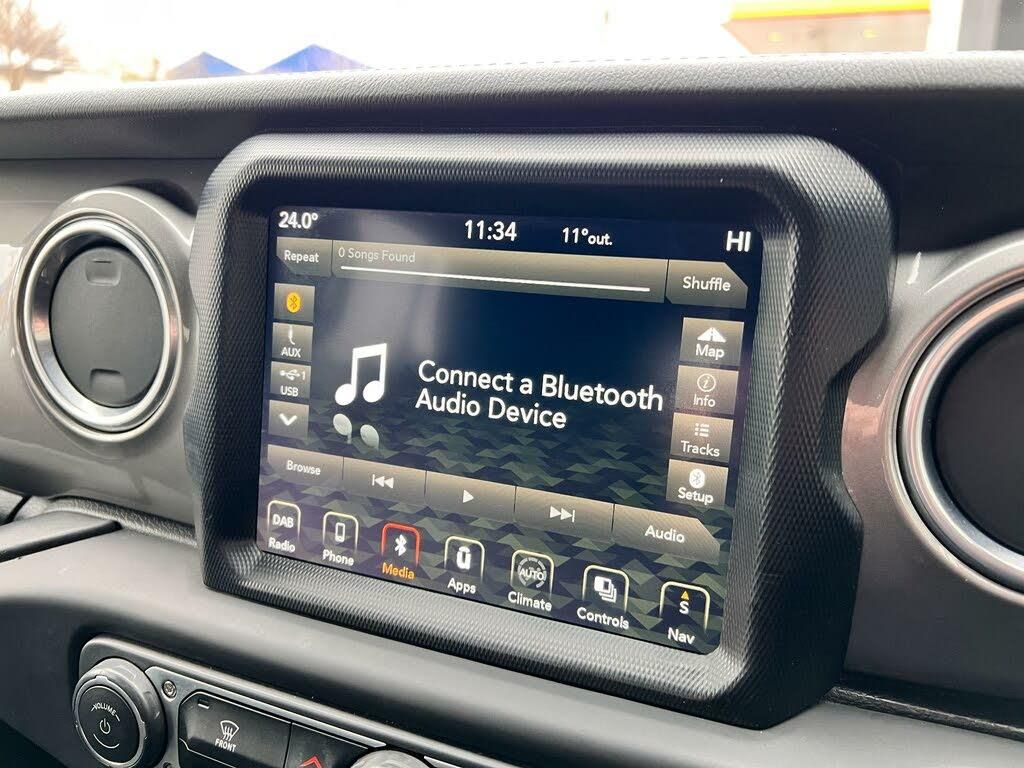 24.0°
11:34
11°out.
HI
Repeat
0 Songs Found
Shuffle
AUX
USB
1
Map
Info
Tracks
Setup
Connect a Bluetooth
Audio Device
Browse
Audio
DAB
Radio
Phone
Media
Apps
AUTO
Climate
Controls
S
Nav
VOLUME
FRONT